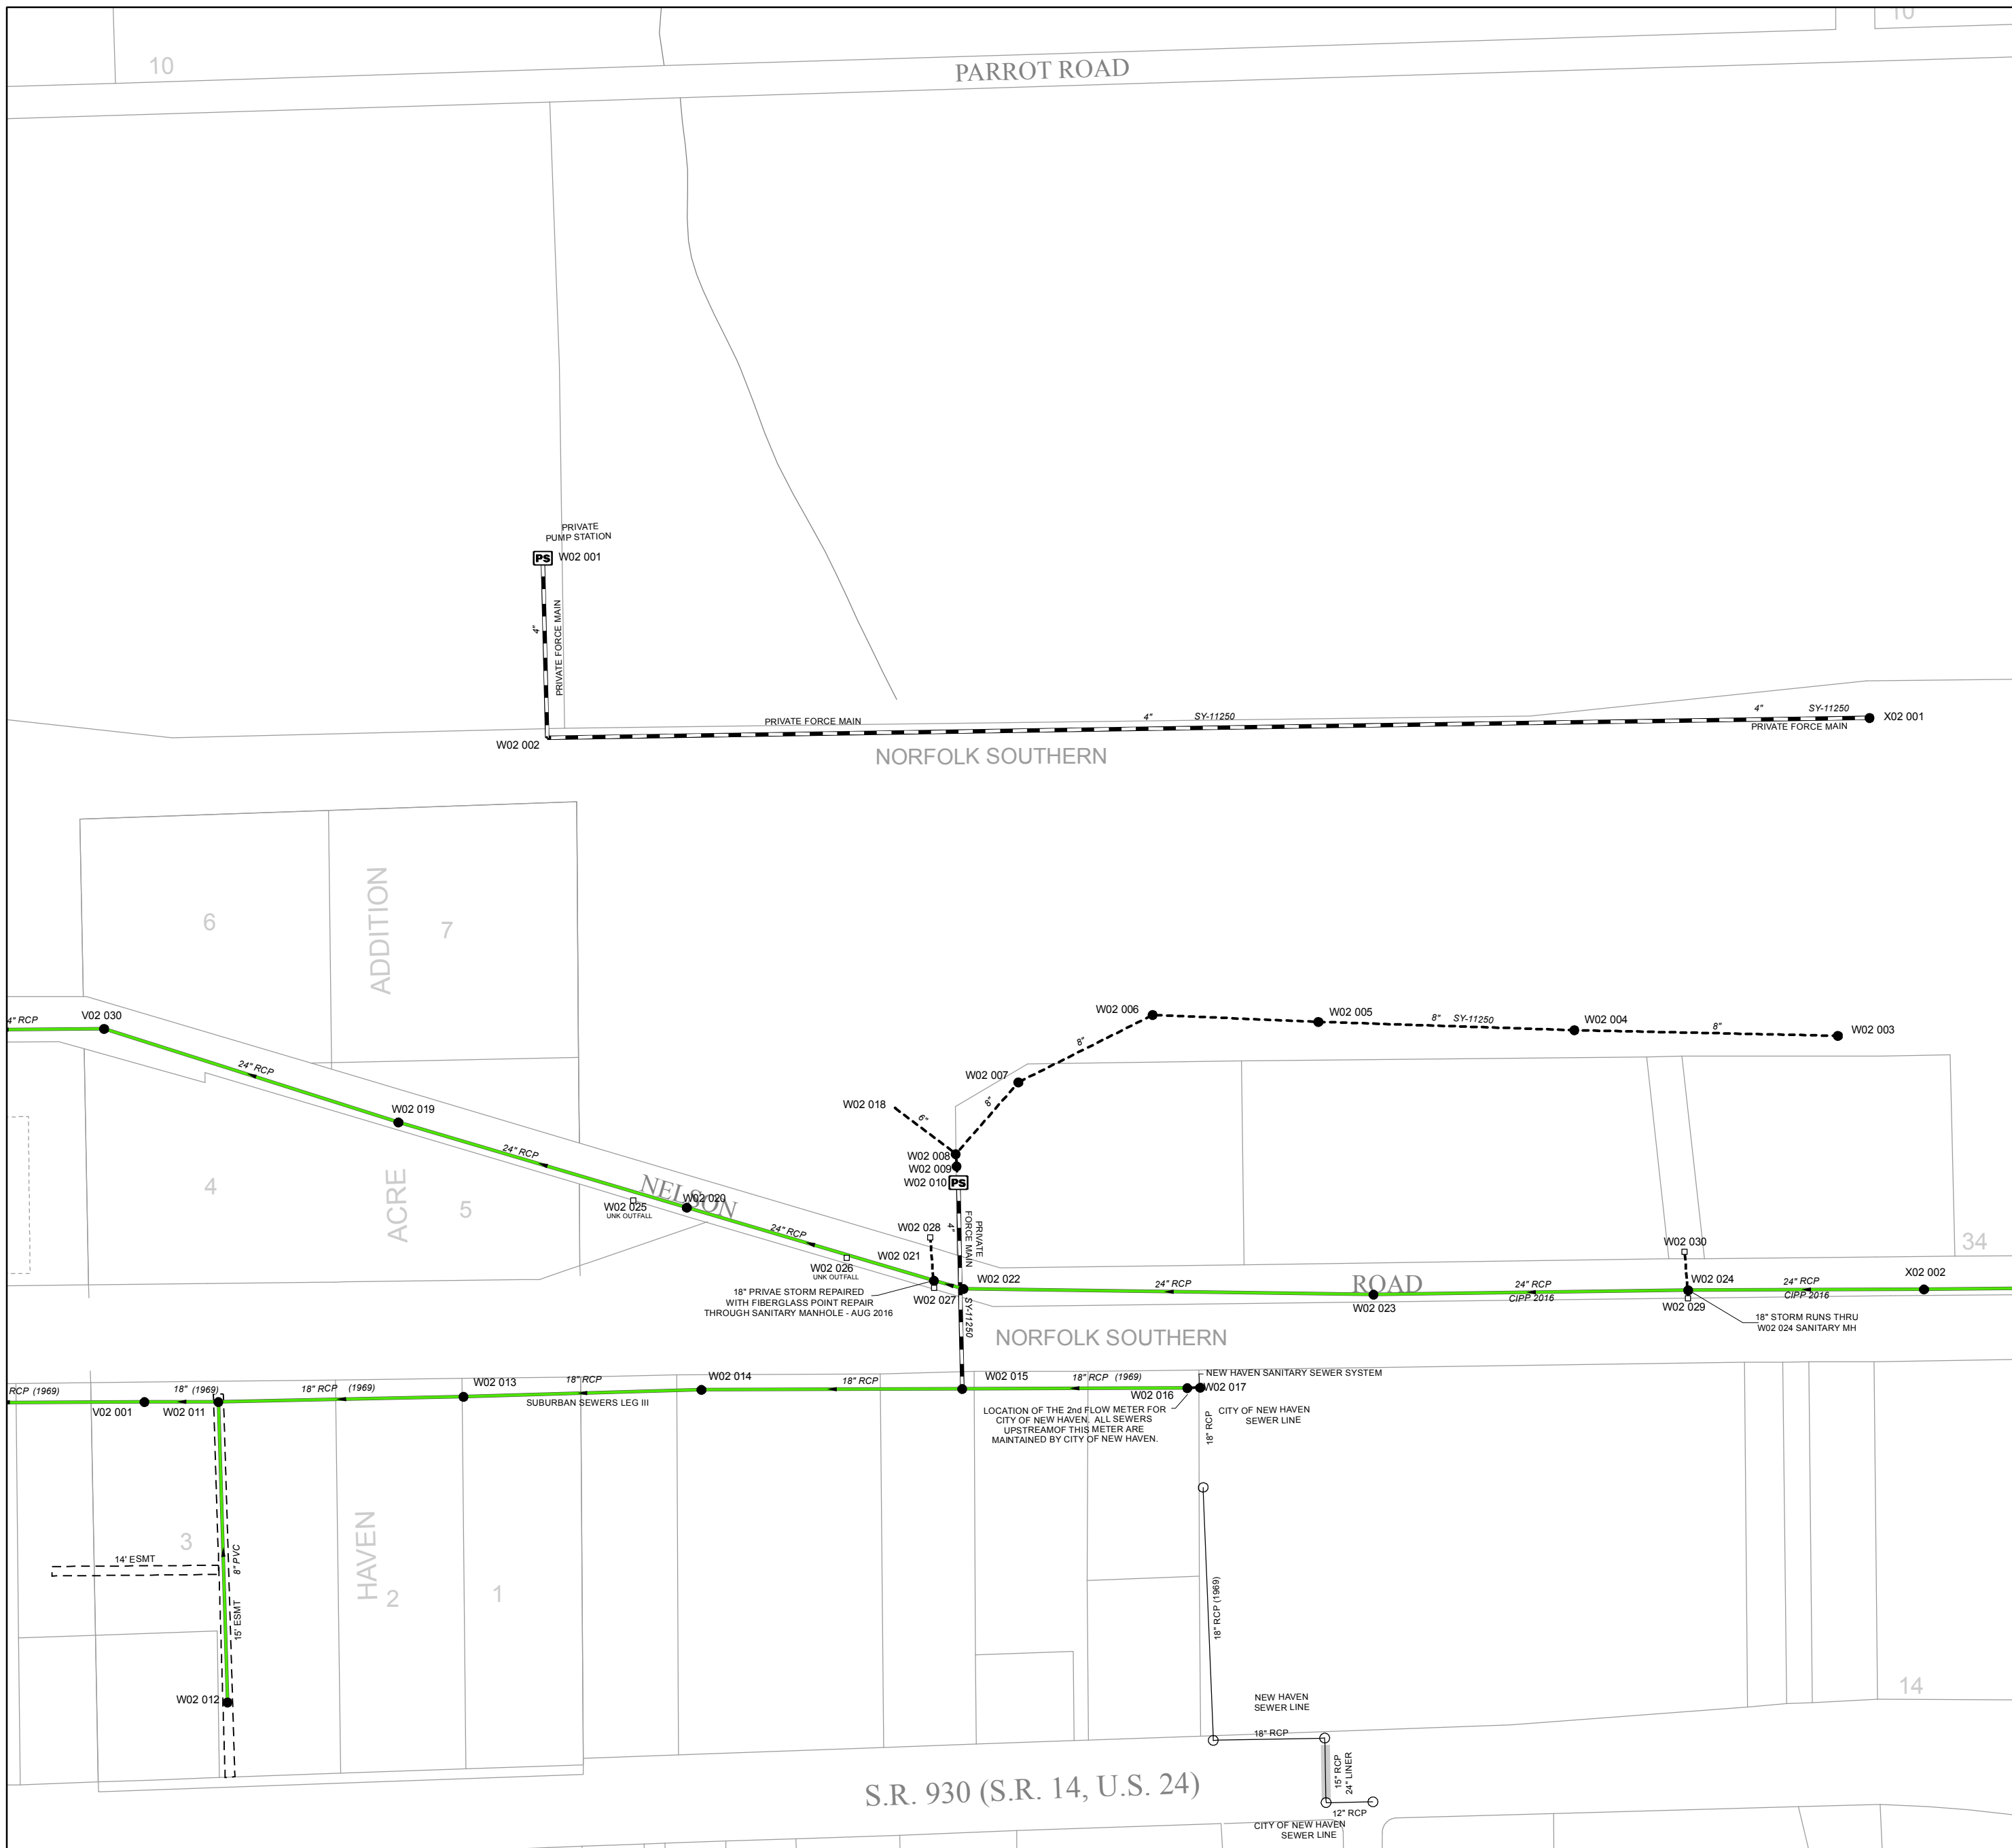 10
10
PARROT ROAD
PRIVATE
PUMP STATION
PS
W02 001
4"
PRIVATE FORCE MAIN
W02 002
PRIVATE FORCE MAIN
4"
SY-11250
4"
SY-11250
PRIVATE FORCE MAIN
X02 001
NORFOLK SOUTHERN
6
ADDITION
7
4" RCP
V02 030
24" RCP
W02 019
24" RCP
W02 006
W02 005
8"
SY-11250
W02 004
8"
W02 003
8"
W02 007
8"
W02 018
6"
W02 008
W02 009
W02 010
PS
4
ACRE
5
NELSON
W02 020
W02 025
UNK OUTFALL
24" RCP
W02 021
W02 026
UNK OUTFALL
W02 028
4"
PRIVATE
FORCE MAIN
W02 022
W02 027
SY-11250
18" PRIVAE STORM REPAIRED
WITH FIBERGLASS POINT REPAIR
THROUGH SANITARY MANHOLE - AUG 2016
24" RCP
ROAD
W02 023
24" RCP
CIPP 2016
W02 030
W02 024
W02 029
24" RCP
CIPP 2016
X02 002
34
18" STORM RUNS THRU
W02 024 SANITARY MH
NORFOLK SOUTHERN
RCP (1969)
V02 001
18" (1969)
W02 011
18" RCP (1969)
W02 013
18" RCP
SUBURBAN SEWERS LEG III
W02 014
18" RCP
W02 015
18" RCP (1969)
W02 016
W02 017
NEW HAVEN SANITARY SEWER SYSTEM
LOCATION OF THE 2nd FLOW METER FOR
CITY OF NEW HAVEN. ALL SEWERS
UPSTREAMOF THIS METER ARE
MAINTAINED BY CITY OF NEW HAVEN.
18" RCP
CITY OF NEW HAVEN
SEWER LINE
3
14' ESMT
8" PVC
15' ESMT
HAVEN
2
1
18" RCP (1969)
W02 012
NEW HAVEN
SEWER LINE
18" RCP
14
15" RCP
24" LINER
S.R. 930 (S.R. 14, U.S. 24)
12" RCP
CITY OF NEW HAVEN
SEWER LINE